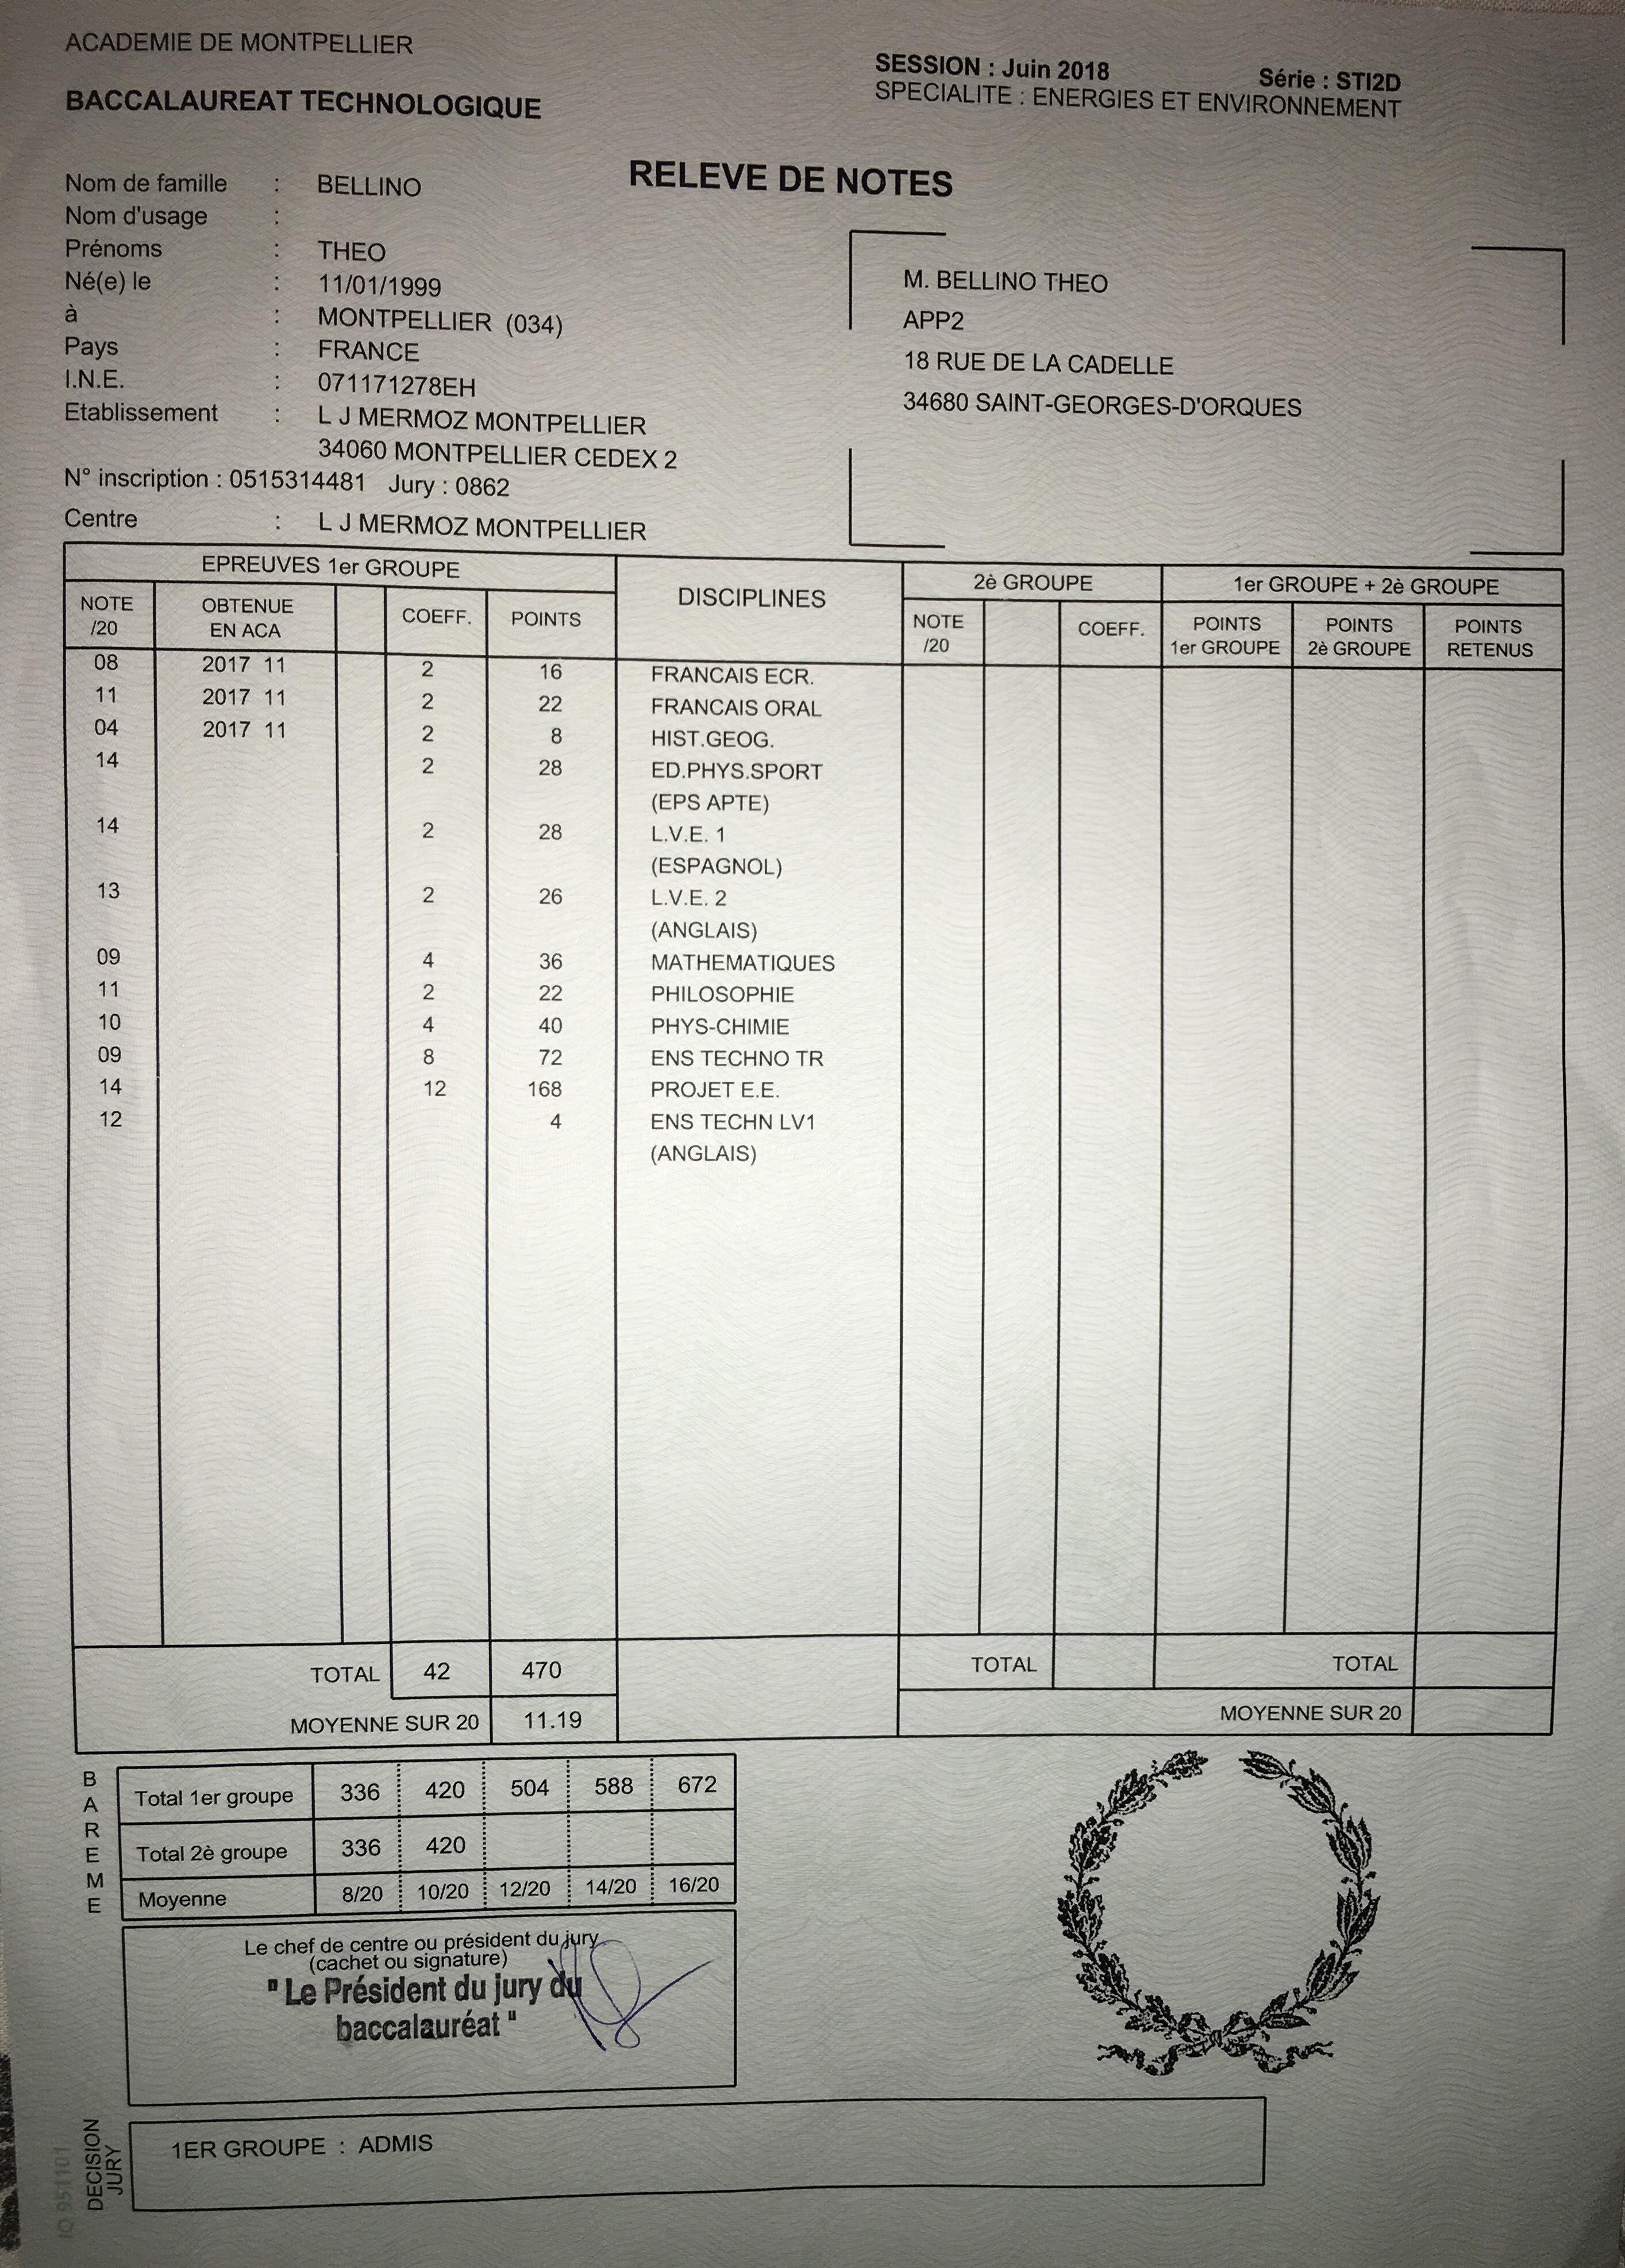 ACADEMIE DE MONTPELLIER
BACCALAUREAT TECHNOLOGIQUE
SESSION : Juin 2018 Série : STI2D
SPECIALITE : ENERGIES ET ENVIRONNEMENT
RELEVE DE NOTES
Nom de famille : BELLINO
Nom d'usage :
Prénoms : THEO
Né(e) le : 11/01/1999
à : MONTPELLIER (034)
Pays : FRANCE
I.N.E. : 071171278EH
Etablissement : L J MERMOZ MONTPELLIER
34060 MONTPELLIER CEDEX 2
N° inscription : 0515314481 Jury : 0862
Centre : L J MERMOZ MONTPELLIER
M. BELLINO THEO
APP2
18 RUE DE LA CADELLE
34680 SAINT-GEORGES-D'ORQUES
EPREUVES 1er GROUPE DISCIPLINES 2è GROUPE 1er GROUPE + 2è GROUPE
NOTE /20 OBTENUE EN ACA COEFF. POINTS NOTE /20 COEFF. POINTS 1er GROUPE POINTS 2è GROUPE POINTS RETENUS
08 2017 11 2 16 FRANCAIS ECR.
11 2017 11 2 22 FRANCAIS ORAL
04 2017 11 2 8 HIST.GEOG.
14 2 28 ED.PHYS.SPORT
(EPS APTE)
14 2 28 L.V.E. 1
(ESPAGNOL)
13 2 26 L.V.E. 2
(ANGLAIS)
09 4 36 MATHEMATIQUES
11 2 22 PHILOSOPHIE
10 4 40 PHYS-CHIMIE
09 8 72 ENS TECHNO TR
14 12 168 PROJET E.E.
12 4 ENS TECHN LV1
(ANGLAIS)
TOTAL 42 470 TOTAL TOTAL
MOYENNE SUR 20 11.19 MOYENNE SUR 20
BAREME
Total 1er groupe 336 420 504 588 672
Total 2è groupe 336 420
Moyenne 8/20 10/20 12/20 14/20 16/20
Le chef de centre ou président du jury
(cachet ou signature)
" Le Président du jury du
baccalauréat "
DECISION
JURY
1ER GROUPE : ADMIS
IQ 951101